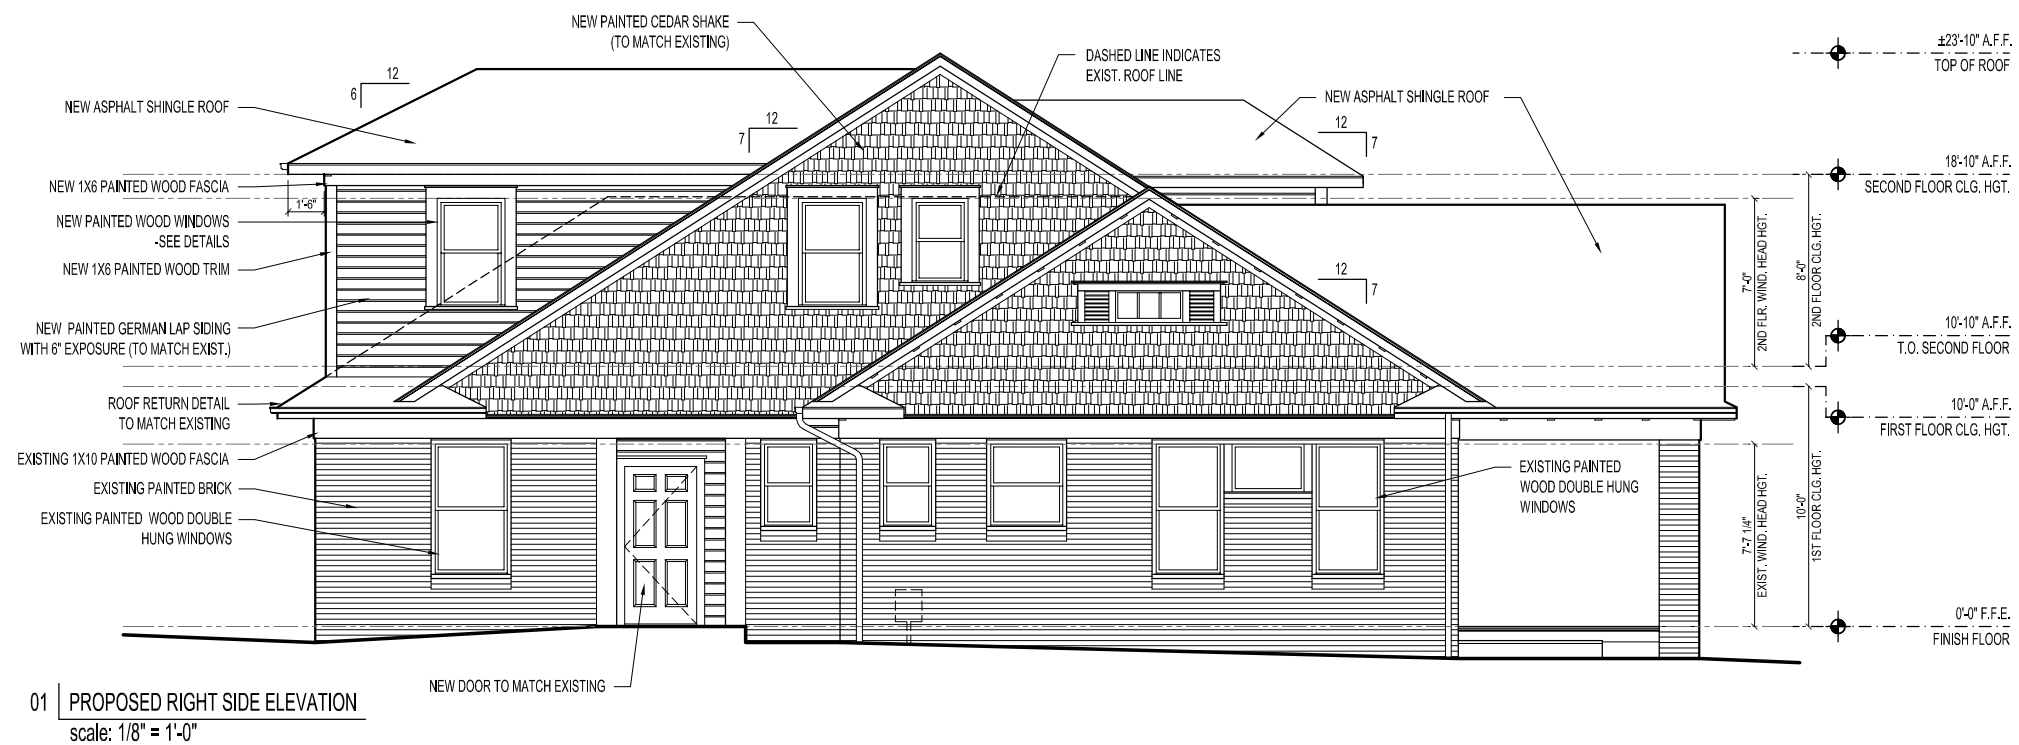 NEW PAINTED CEDAR SHAKE
(TO MATCH EXISTING)
DASHED LINE INDICATES
EXIST. ROOF LINE
±23'-10" A.F.F.
TOP OF ROOF
12
6
NEW ASPHALT SHINGLE ROOF
12
7
NEW ASPHALT SHINGLE ROOF
12
7
18'-10" A.F.F.
SECOND FLOOR CLG. HGT.
NEW 1X6 PAINTED WOOD FASCIA
1'-6"
NEW PAINTED WOOD WINDOWS
-SEE DETAILS
NEW 1X6 PAINTED WOOD TRIM
12
7
7'-0"
2ND FLR. WIND. HEAD HGT.
8'-0"
2ND FLOOR CLG. HGT.
NEW PAINTED GERMAN LAP SIDING
WITH 6" EXPOSURE (TO MATCH EXIST.)
10'-10" A.F.F.
T.O. SECOND FLOOR
ROOF RETURN DETAIL
TO MATCH EXISTING
10'-0" A.F.F.
FIRST FLOOR CLG. HGT.
EXISTING 1X10 PAINTED WOOD FASCIA
EXISTING PAINTED BRICK
EXISTING PAINTED WOOD DOUBLE
HUNG WINDOWS
EXISTING PAINTED
WOOD DOUBLE HUNG
WINDOWS
7'-7 1/4"
EXIST. WIND. HEAD HGT.
10'-0"
1ST FLOOR CLG. HGT.
0'-0" F.F.E.
FINISH FLOOR
NEW DOOR TO MATCH EXISTING
01 PROPOSED RIGHT SIDE ELEVATION
scale: 1/8" = 1'-0"